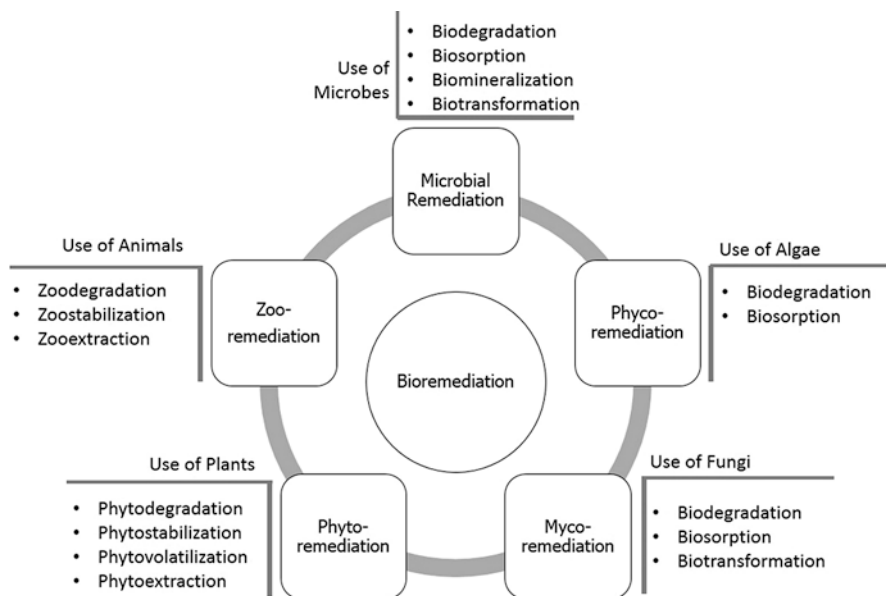 Use of
Microbes
• Biodegradation
• Biosorption
• Biomineralization
• Biotransformation
Microbial
Remediation
Use of Animals
• Zoodegradation
• Zoostabilization
• Zooextraction
Zoo-
remediation
Use of Algae
• Biodegradation
• Biosorption
Phyco-
remediation
Bioremediation
Use of Plants
• Phytodegradation
• Phytostabilization
• Phytovolatilization
• Phytoextraction
Phyto-
remediation
Use of Fungi
• Biodegradation
• Biosorption
• Biotransformation
Myco-
remediation